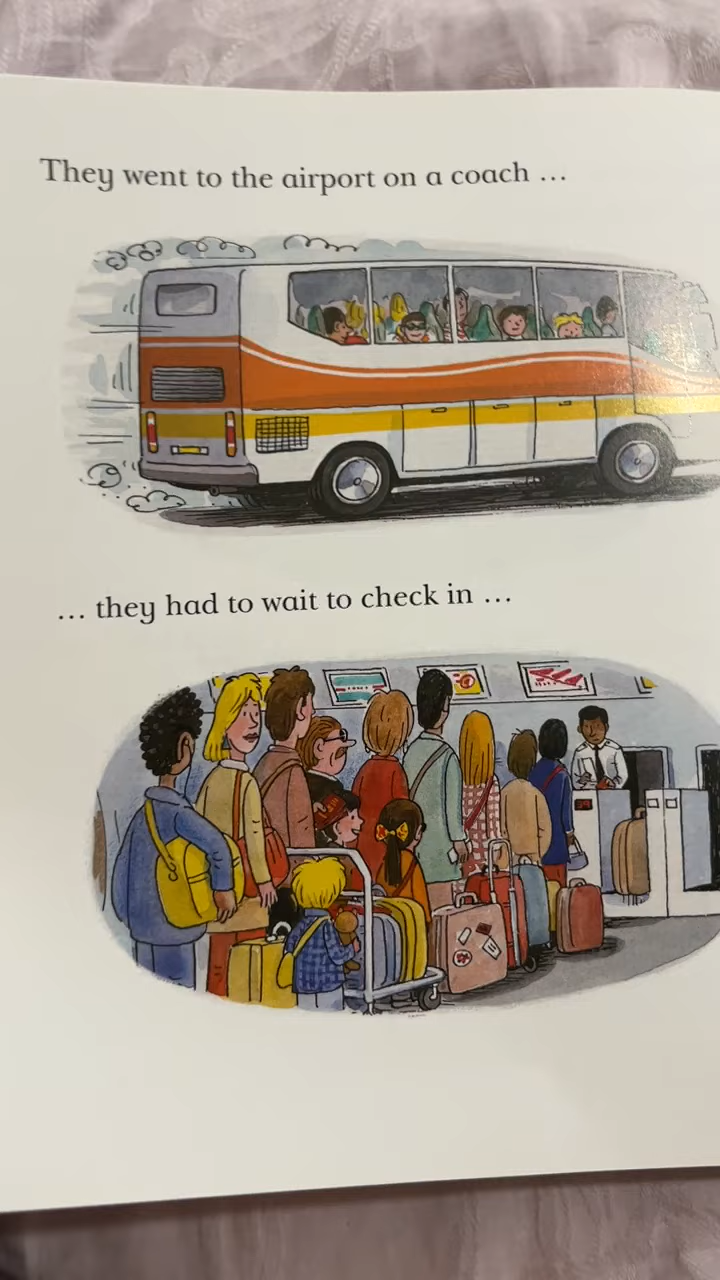 They went to the airport on a coach ...
... they had to wait to check in ...